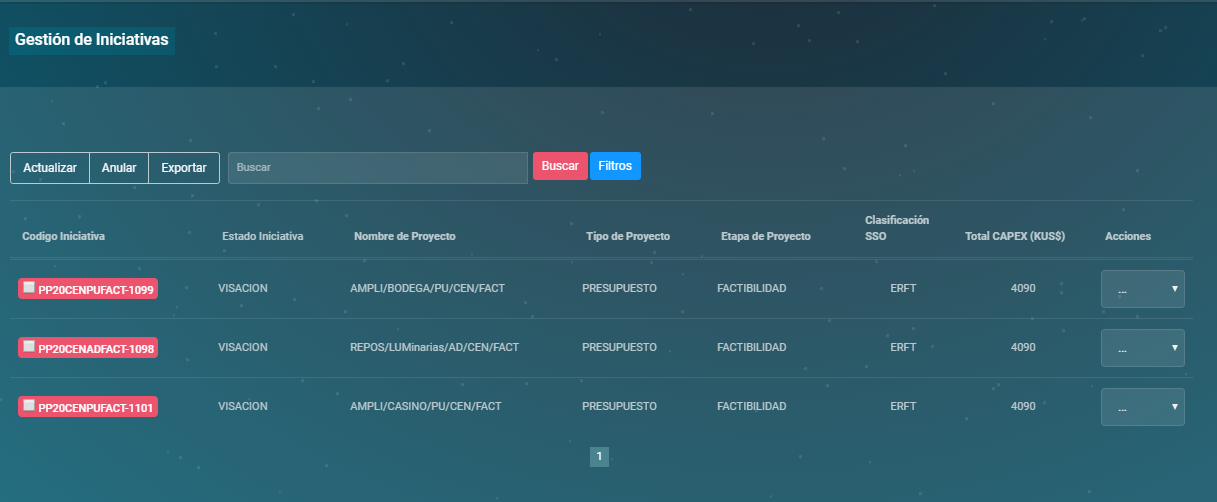 Gestión de Iniciativas
Actualizar Anular Exportar Buscar Buscar Filtros
Codigo Iniciativa Estado Iniciativa Nombre de Proyecto Tipo de Proyecto Etapa de Proyecto Clasificación SSO Total CAPEX (KUS$) Acciones
PP20CENPUFACT-1099 VISACION AMPLI/BODEGA/PU/CEN/FACT PRESUPUESTO FACTIBILIDAD ERFT 4090 ...
PP20CENADFACT-1098 VISACION REPOS/LUMinarias/AD/CEN/FACT PRESUPUESTO FACTIBILIDAD ERFT 4090 ...
PP20CENPUFACT-1101 VISACION AMPLI/CASINO/PU/CEN/FACT PRESUPUESTO FACTIBILIDAD ERFT 4090 ...
1